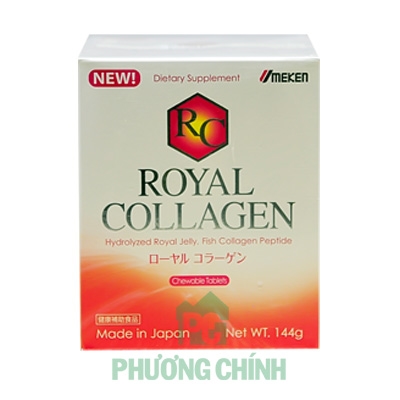 NEW!
Dietary Supplement
UMEKEN
RC
ROYAL
COLLAGEN
Hydrolyzed Royal Jelly, Fish Collagen Peptide
ローヤル コラーゲン
Chewable Tablets
健康補助食品
Made in Japan
Net WT. 144g
PC
PHƯƠNG CHÍNH